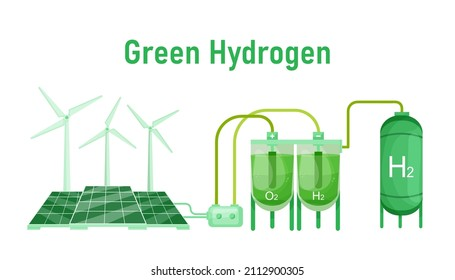 Green Hydrogen
+ −
O2 H2
H2
shutterstock.com · 2112900305